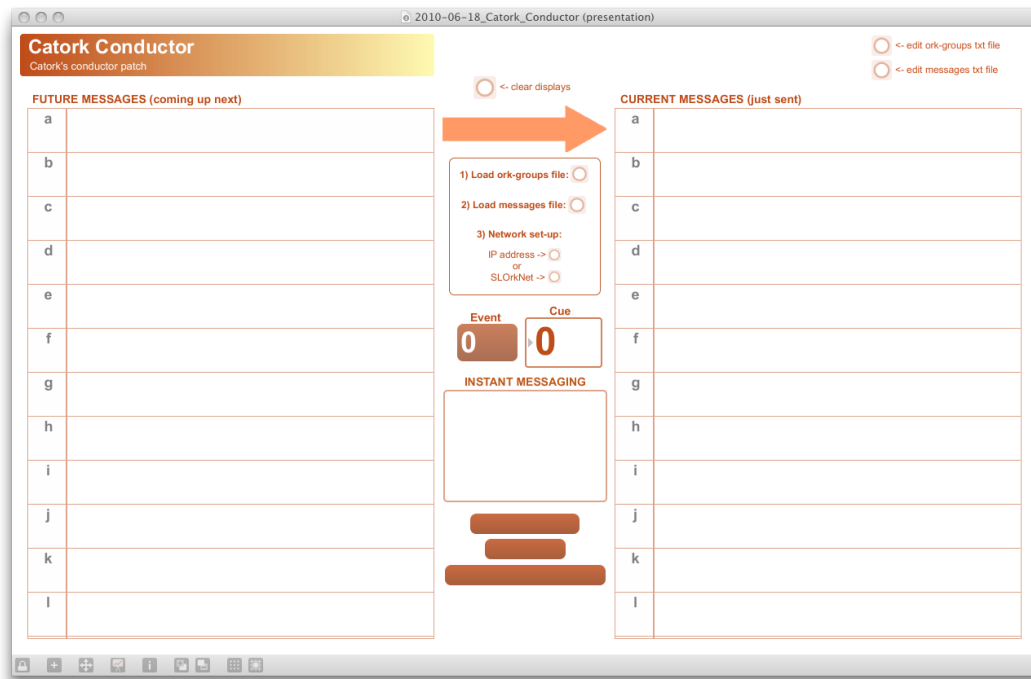 2010-06-18_Catork_Conductor (presentation)
Catork Conductor
Catork's conductor patch
<- edit ork-groups txt file
<- edit messages txt file
<- clear displays
FUTURE MESSAGES (coming up next)
a
b
c
d
e
f
g
h
i
j
k
l
1) Load ork-groups file:
2) Load messages file:
3) Network set-up:
IP address ->
or
SLOrkNet ->
Event
Cue
0
0
INSTANT MESSAGING
CURRENT MESSAGES (just sent)
a
b
c
d
e
f
g
h
i
j
k
l